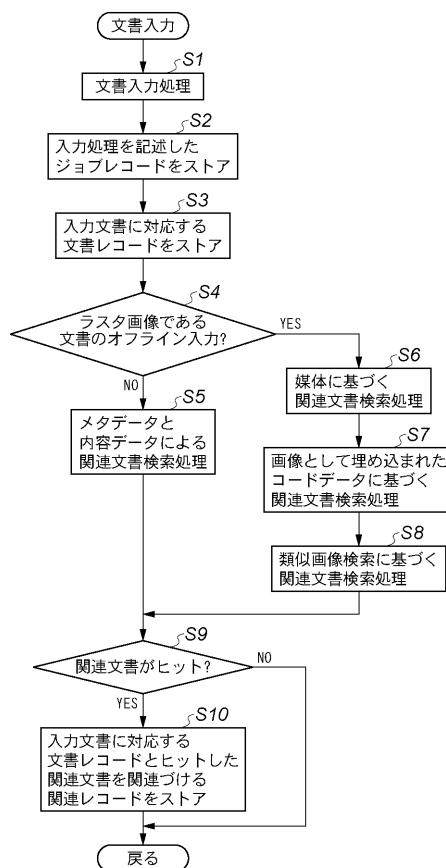 文書入力
S1
文書入力処理
S2
入力処理を記述した
ジョブレコードをストア
S3
入力文書に対応する
文書レコードをストア
S4
ラスタ画像である
文書のオフライン入力?
YES
NO
S5
メタデータと
内容データによる
関連文書検索処理
S6
媒体に基づく
関連文書検索処理
S7
画像として埋め込まれた
コードデータに基づく
関連文書検索処理
S8
類似画像検索に基づく
関連文書検索処理
S9
関連文書がヒット?
NO
YES
S10
入力文書に対応する
文書レコードとヒットした
関連文書を関連づける
関連レコードをストア
戻る